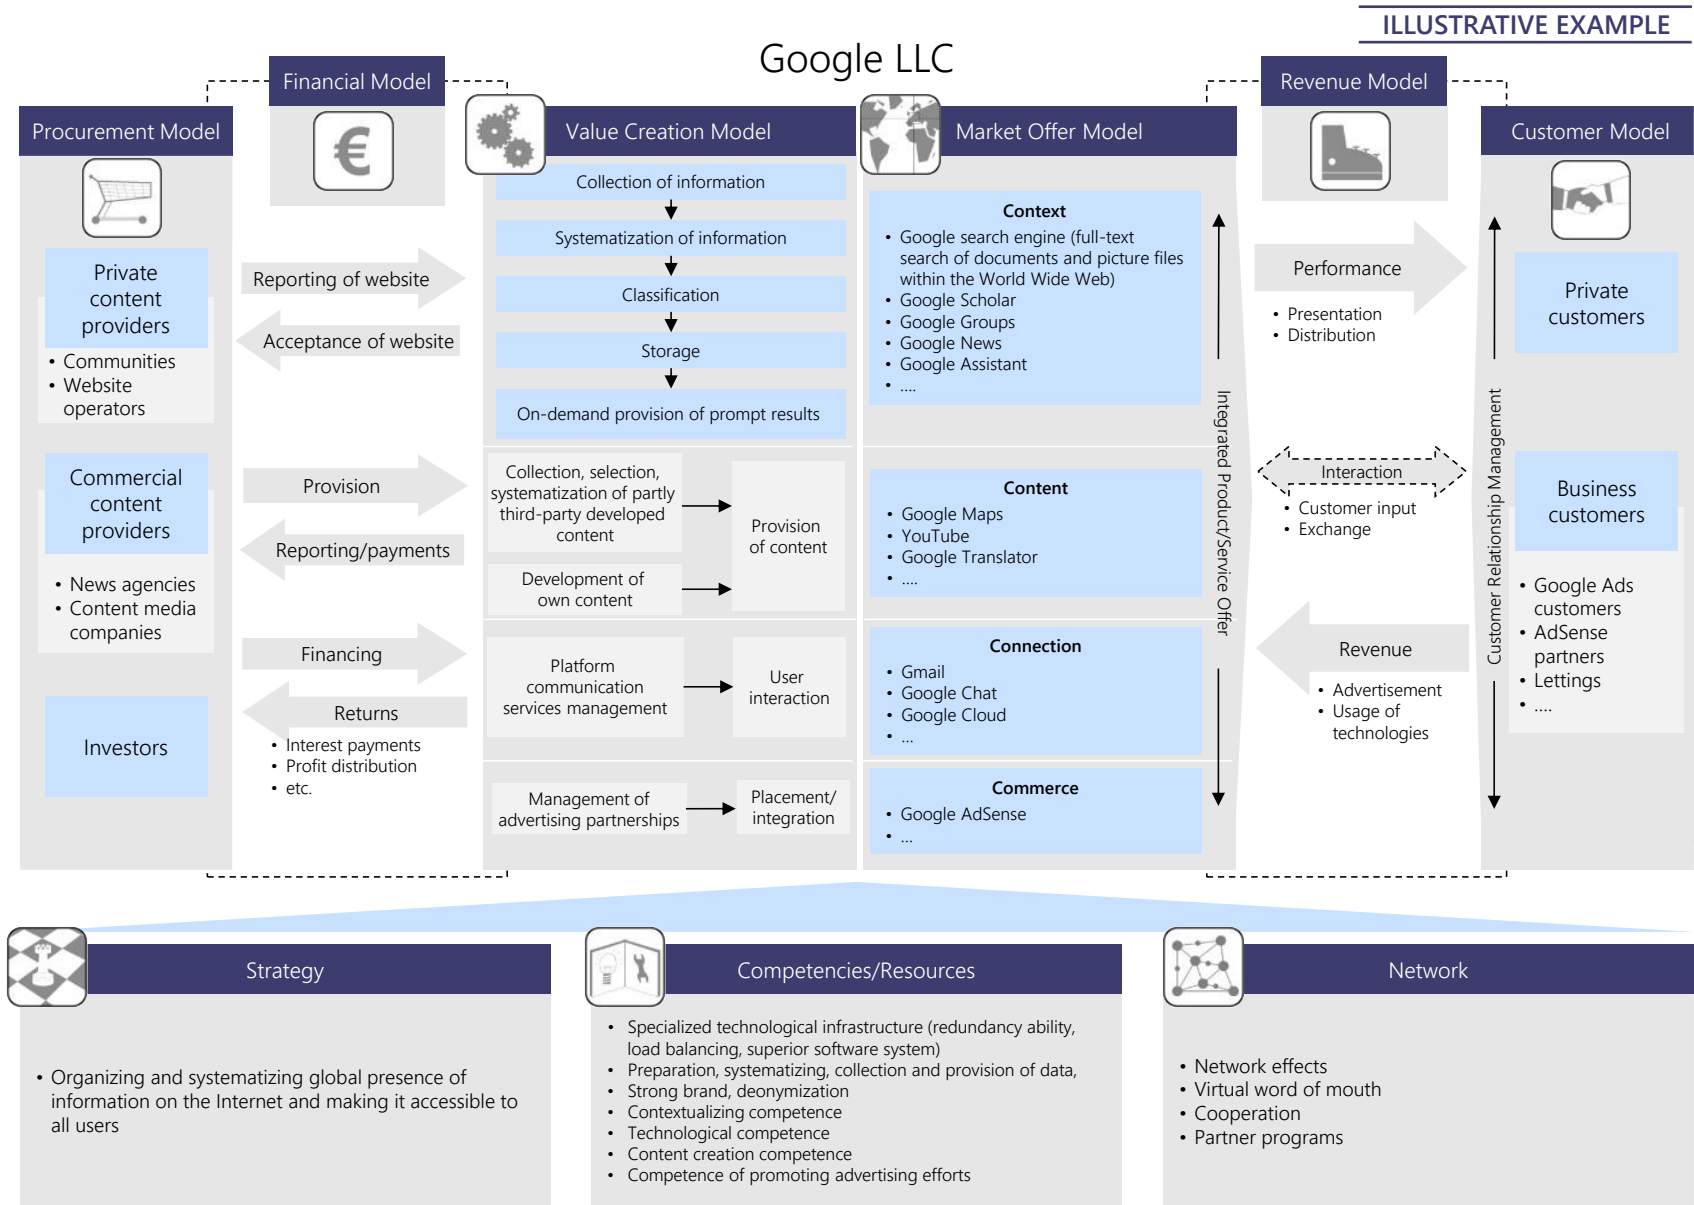 ILLUSTRATIVE EXAMPLE
Google LLC
Financial Model
Revenue Model
Procurement Model
Value Creation Model
Market Offer Model
Customer Model
€
Private
content
providers
• Communities
• Website
operators
Commercial
content
providers
• News agencies
• Content media
companies
Investors
Reporting of website
Acceptance of website
Provision
Reporting/payments
Financing
Returns
• Interest payments
• Profit distribution
• etc.
Collection of information
Systematization of information
Classification
Storage
On-demand provision of prompt results
Collection, selection,
systematization of partly
third-party developed
content
Development of
own content
Provision
of content
Platform
communication
services management
User
interaction
Management of
advertising partnerships
Placement/
integration
Context
• Google search engine (full-text
search of documents and picture files
within the World Wide Web)
• Google Scholar
• Google Groups
• Google News
• Google Assistant
• ....
Content
• Google Maps
• YouTube
• Google Translator
• ....
Connection
• Gmail
• Google Chat
• Google Cloud
• ...
Commerce
• Google AdSense
• ...
Integrated Product/Service Offer
Performance
• Presentation
• Distribution
Interaction
• Customer input
• Exchange
Revenue
• Advertisement
• Usage of
technologies
Customer Relationship Management
Private
customers
Business
customers
• Google Ads
customers
• AdSense
partners
• Lettings
• ....
Strategy
• Organizing and systematizing global presence of
information on the Internet and making it accessible to
all users
Competencies/Resources
• Specialized technological infrastructure (redundancy ability,
load balancing, superior software system)
• Preparation, systematizing, collection and provision of data,
• Strong brand, deonymization
• Contextualizing competence
• Technological competence
• Content creation competence
• Competence of promoting advertising efforts
Network
• Network effects
• Virtual word of mouth
• Cooperation
• Partner programs